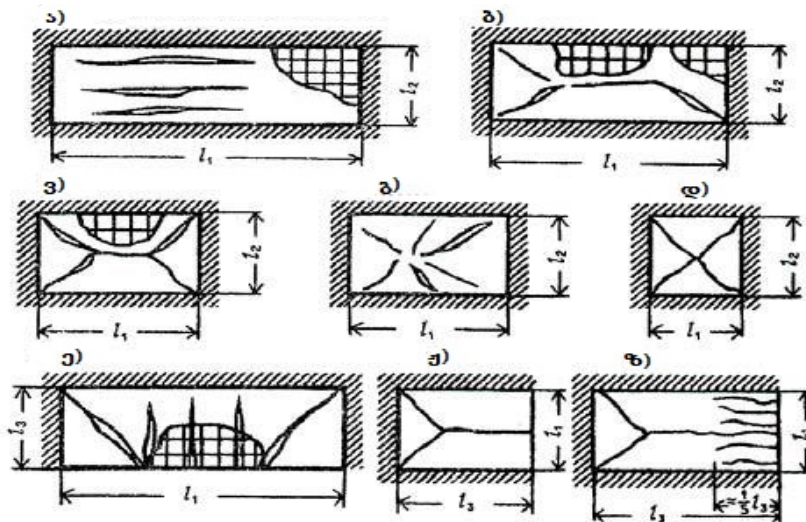 ა) ბ)
l₂ l₂
l₁ l₁
ვ) გ) დ)
l₂ l₂ l₂
l₁ l₁ l₁
ე) ჟ) ზ)
l₃ l₁ l₁
≈1/5 l₃
l₁ l₃ l₃